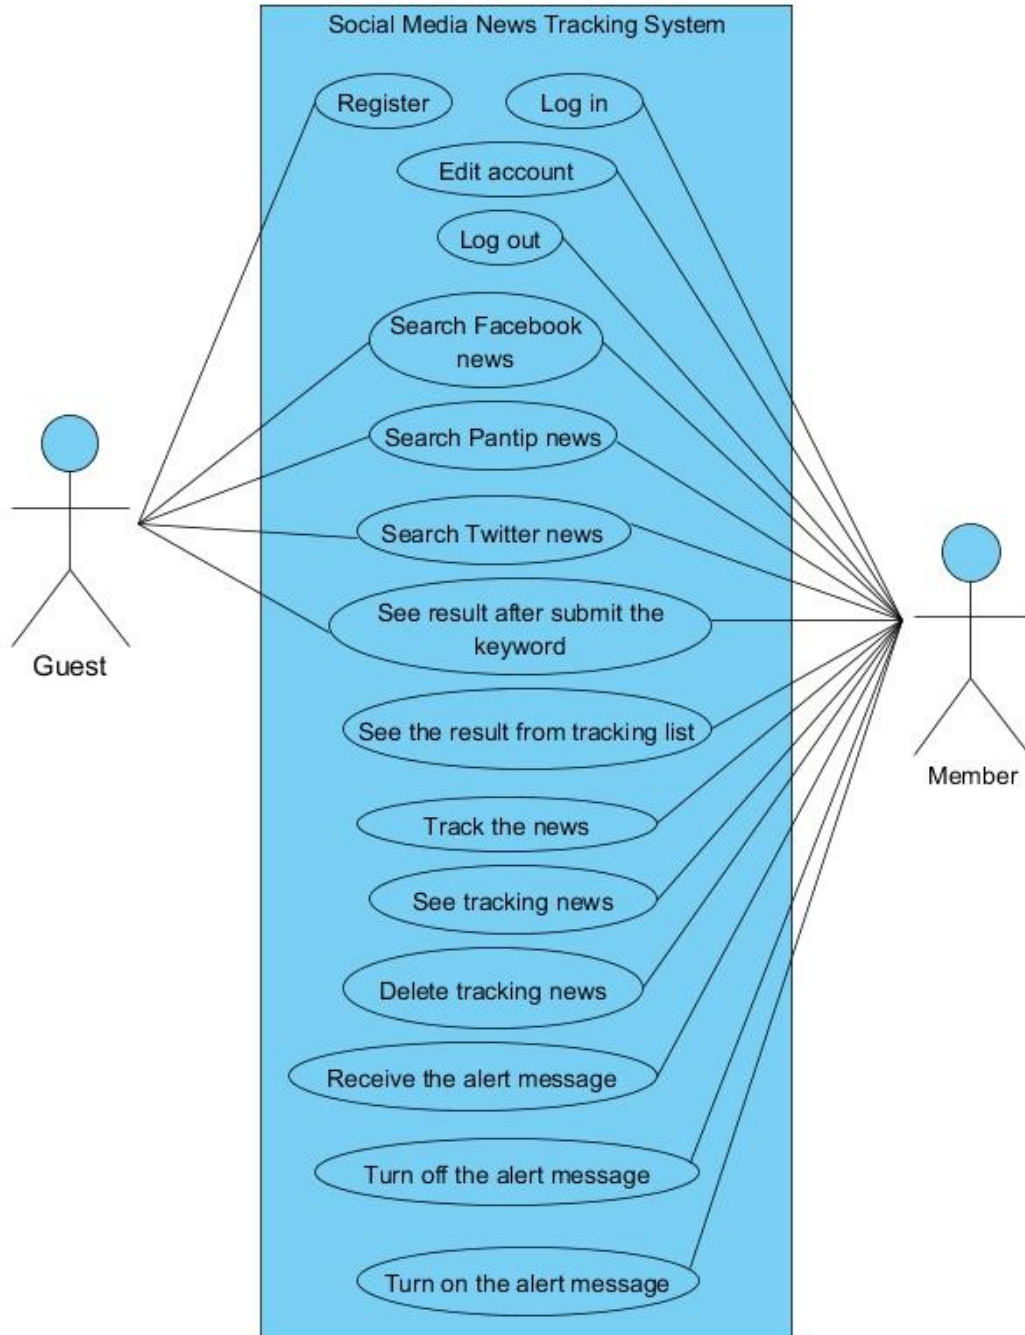 Social Media News Tracking System
Register
Log in
Edit account
Log out
Search Facebook
news
Search Pantip news
Search Twitter news
See result after submit the
keyword
Guest
See the result from tracking list
Member
Track the news
See tracking news
Delete tracking news
Receive the alert message
Turn off the alert message
Turn on the alert message